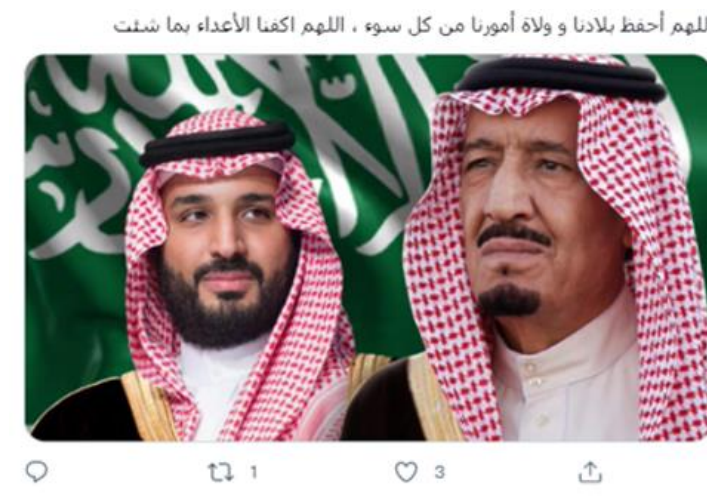 للهم أحفظ بلادنا و ولاة أمورنا من كل سوء ، اللهم اكفنا الأعداء بما شئت
1
3